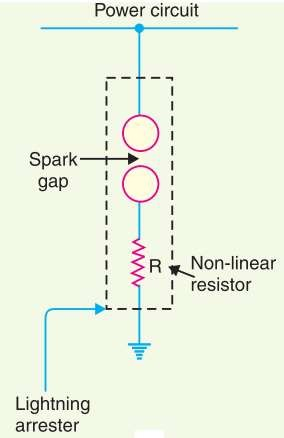 Power circuit
Spark
gap
R
Non-linear
resistor
Lightning
arrester